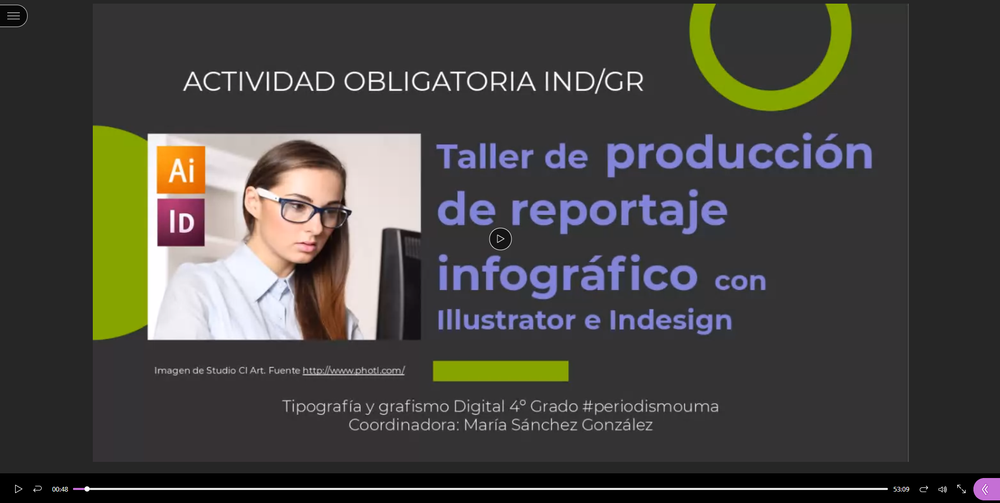 ACTIVIDAD OBLIGATORIA IND/GR
Ai
ID
Taller de producción
de reportaje
infográfico con
Illustrator e Indesign
Imagen de Studio CI Art. Fuente http://www.photl.com/
Tipografía y grafismo Digital 4º Grado #periodismouma
Coordinadora: María Sánchez González
00:48
53:09